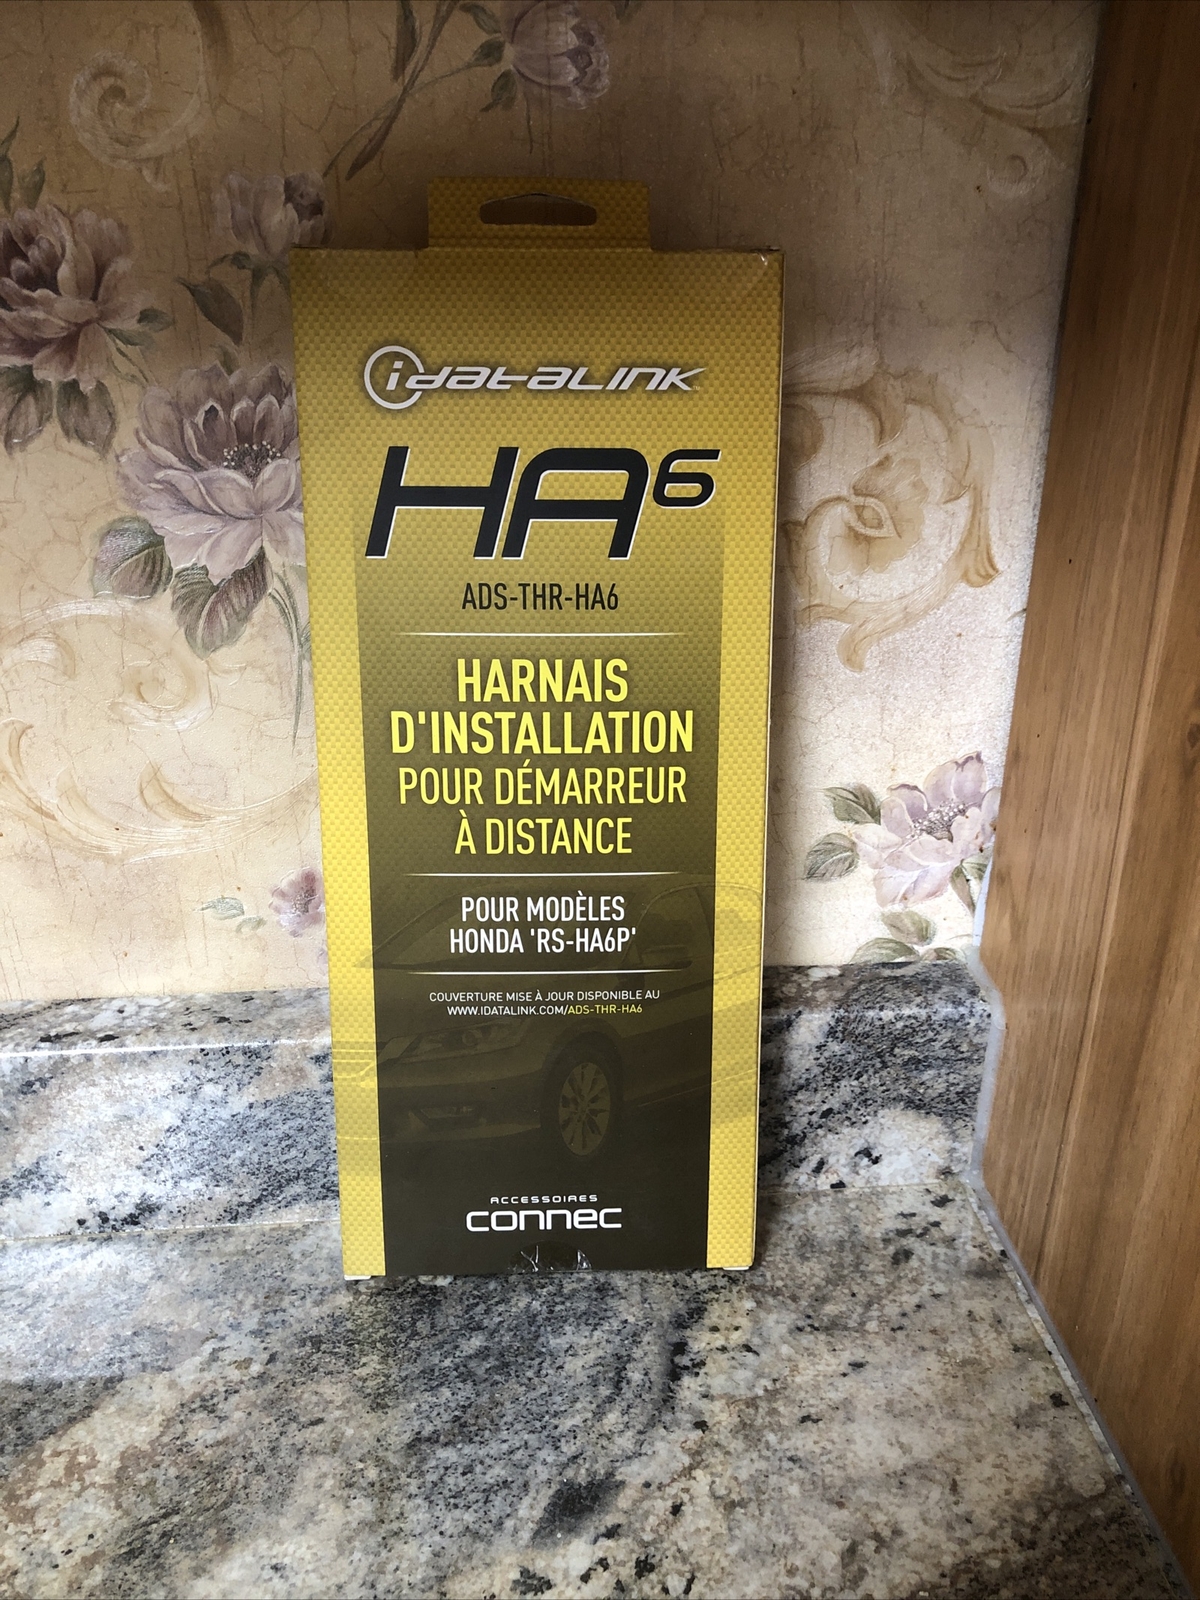 idatalink
HA6
ADS-THR-HA6
HARNAIS
D'INSTALLATION
POUR DÉMARREUR
À DISTANCE
POUR MODÈLES
HONDA 'RS-HA6P'
COUVERTURE MISE À JOUR DISPONIBLE AU
WWW.IDATALINK.COM/ADS-THR-HA6
ACCESSOIRES
connec